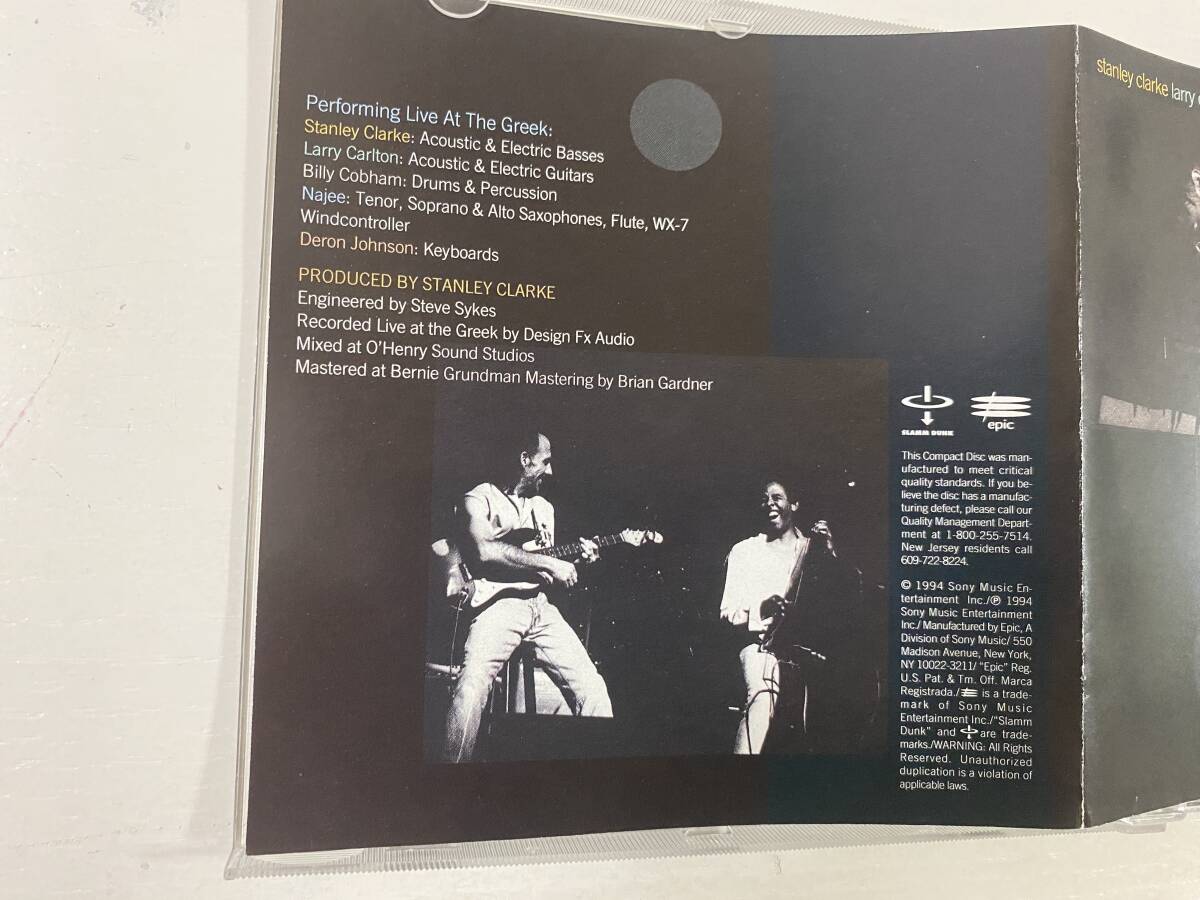 Performing Live At The Greek:
Stanley Clarke: Acoustic & Electric Basses
Larry Carlton: Acoustic & Electric Guitars
Billy Cobham: Drums & Percussion
Najee: Tenor, Soprano & Alto Saxophones, Flute, WX-7
Windcontroller
Deron Johnson: Keyboards
PRODUCED BY STANLEY CLARKE
Engineered by Steve Sykes
Recorded Live at the Greek by Design Fx Audio
Mixed at O'Henry Sound Studios
Mastered at Bernie Grundman Mastering by Brian Gardner
SLAMM DUNK
epic
This Compact Disc was man-
ufactured to meet critical
quality standards. If you be-
lieve the disc has a manufac-
turing defect, please call our
Quality Management Depart-
ment at 1-800-255-7514.
New Jersey residents call
609-722-8224.
© 1994 Sony Music En-
tertainment Inc./℗ 1994
Sony Music Entertainment
Inc./ Manufactured by Epic, A
Division of Sony Music/ 550
Madison Avenue, New York,
NY 10022-3211/ "Epic" Reg.
U.S. Pat. & Tm. Off. Marca
Registrada./ is a trade-
mark of Sony Music
Entertainment Inc./"Slamm
Dunk" and are trade-
marks./WARNING: All Rights
Reserved. Unauthorized
duplication is a violation of
applicable laws.
stanley clarke larry